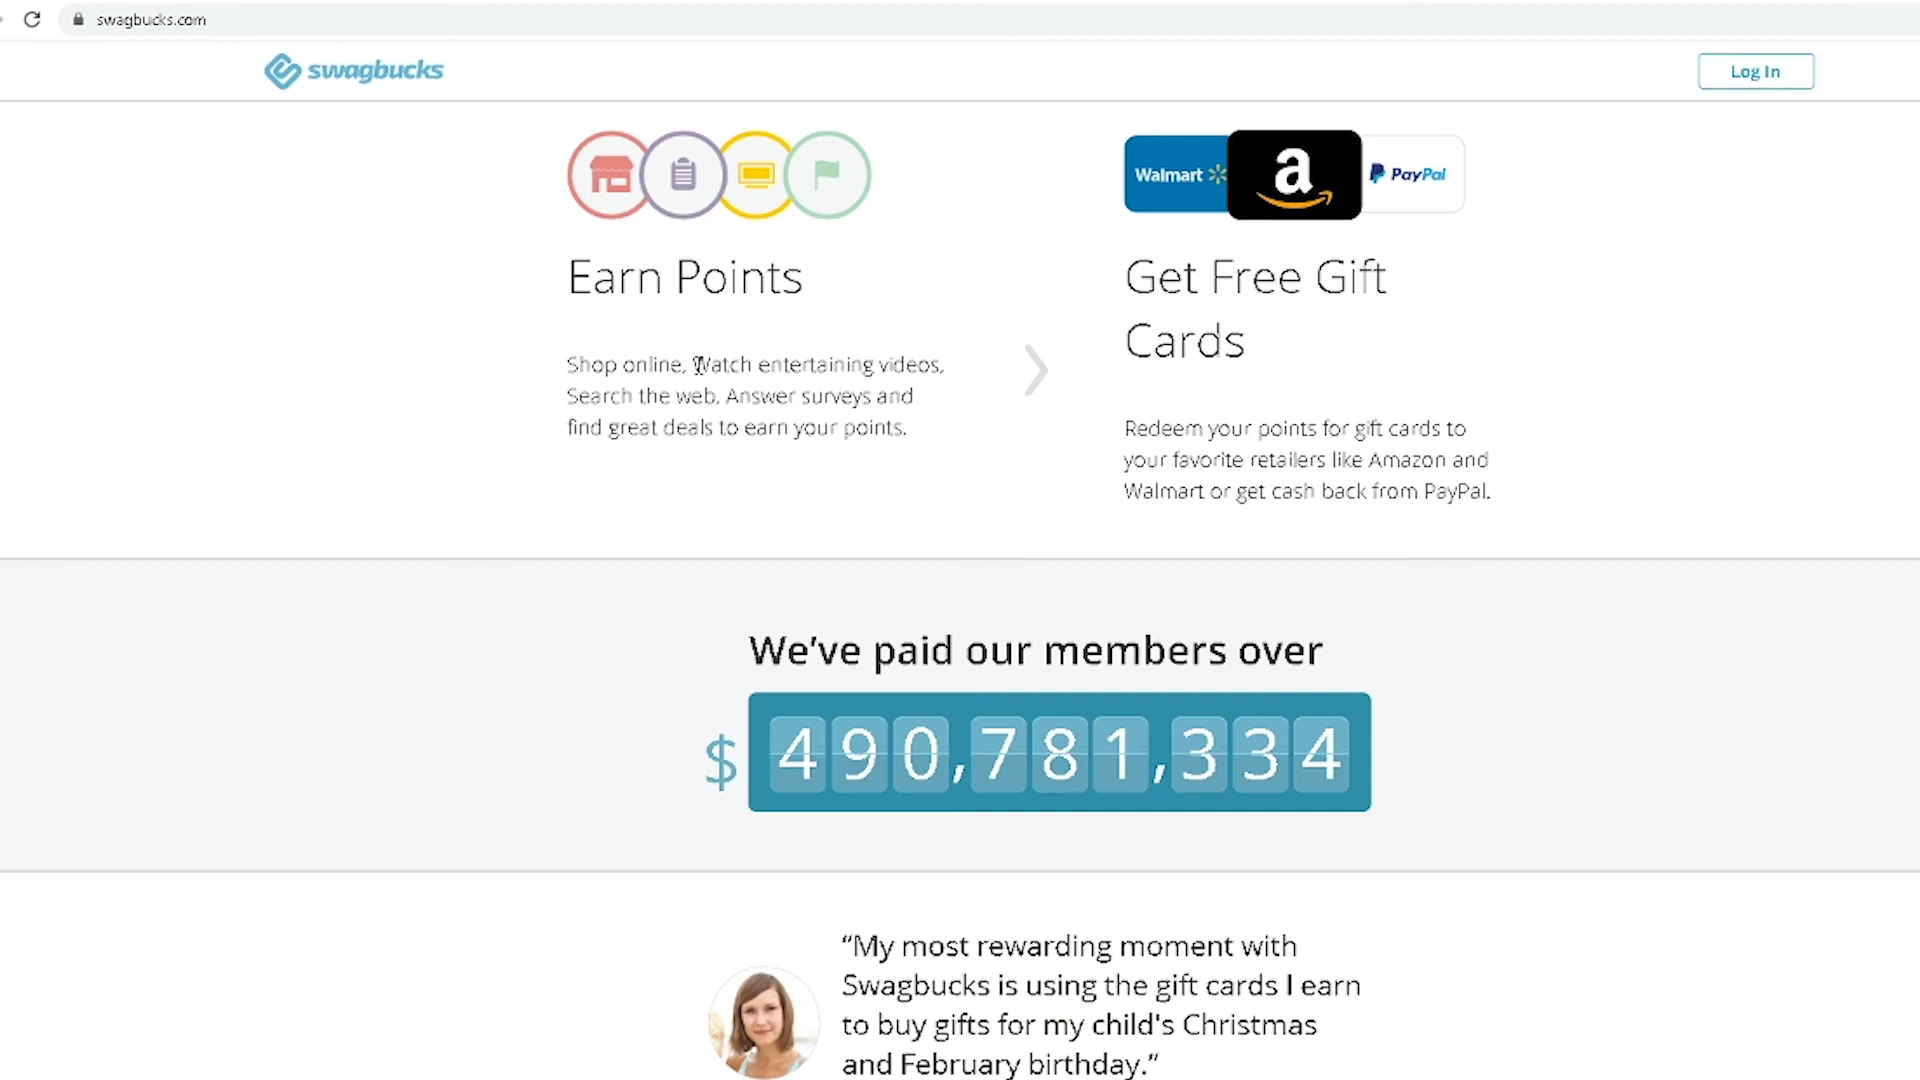 swagbucks.com
swagbucks
Log In
Walmart
a
PayPal
Earn Points
Shop online, Watch entertaining videos,
Search the web, Answer surveys and
find great deals to earn your points.
Get Free Gift
Cards
Redeem your points for gift cards to
your favorite retailers like Amazon and
Walmart or get cash back from PayPal.
We've paid our members over
$ 490,781,334
“My most rewarding moment with
Swagbucks is using the gift cards I earn
to buy gifts for my child's Christmas
and February birthday.”